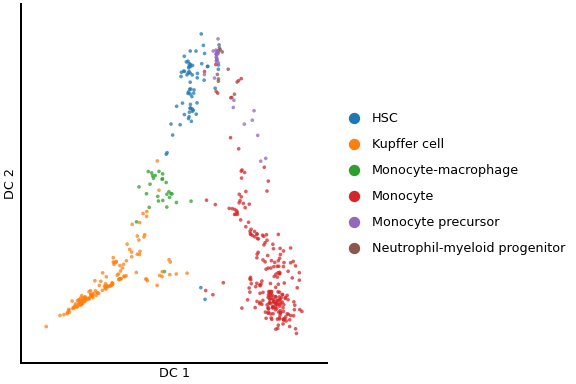 HSC
Kupffer cell
Monocyte-macrophage
Monocyte
Monocyte precursor
Neutrophil-myeloid progenitor
DC 2
DC 1